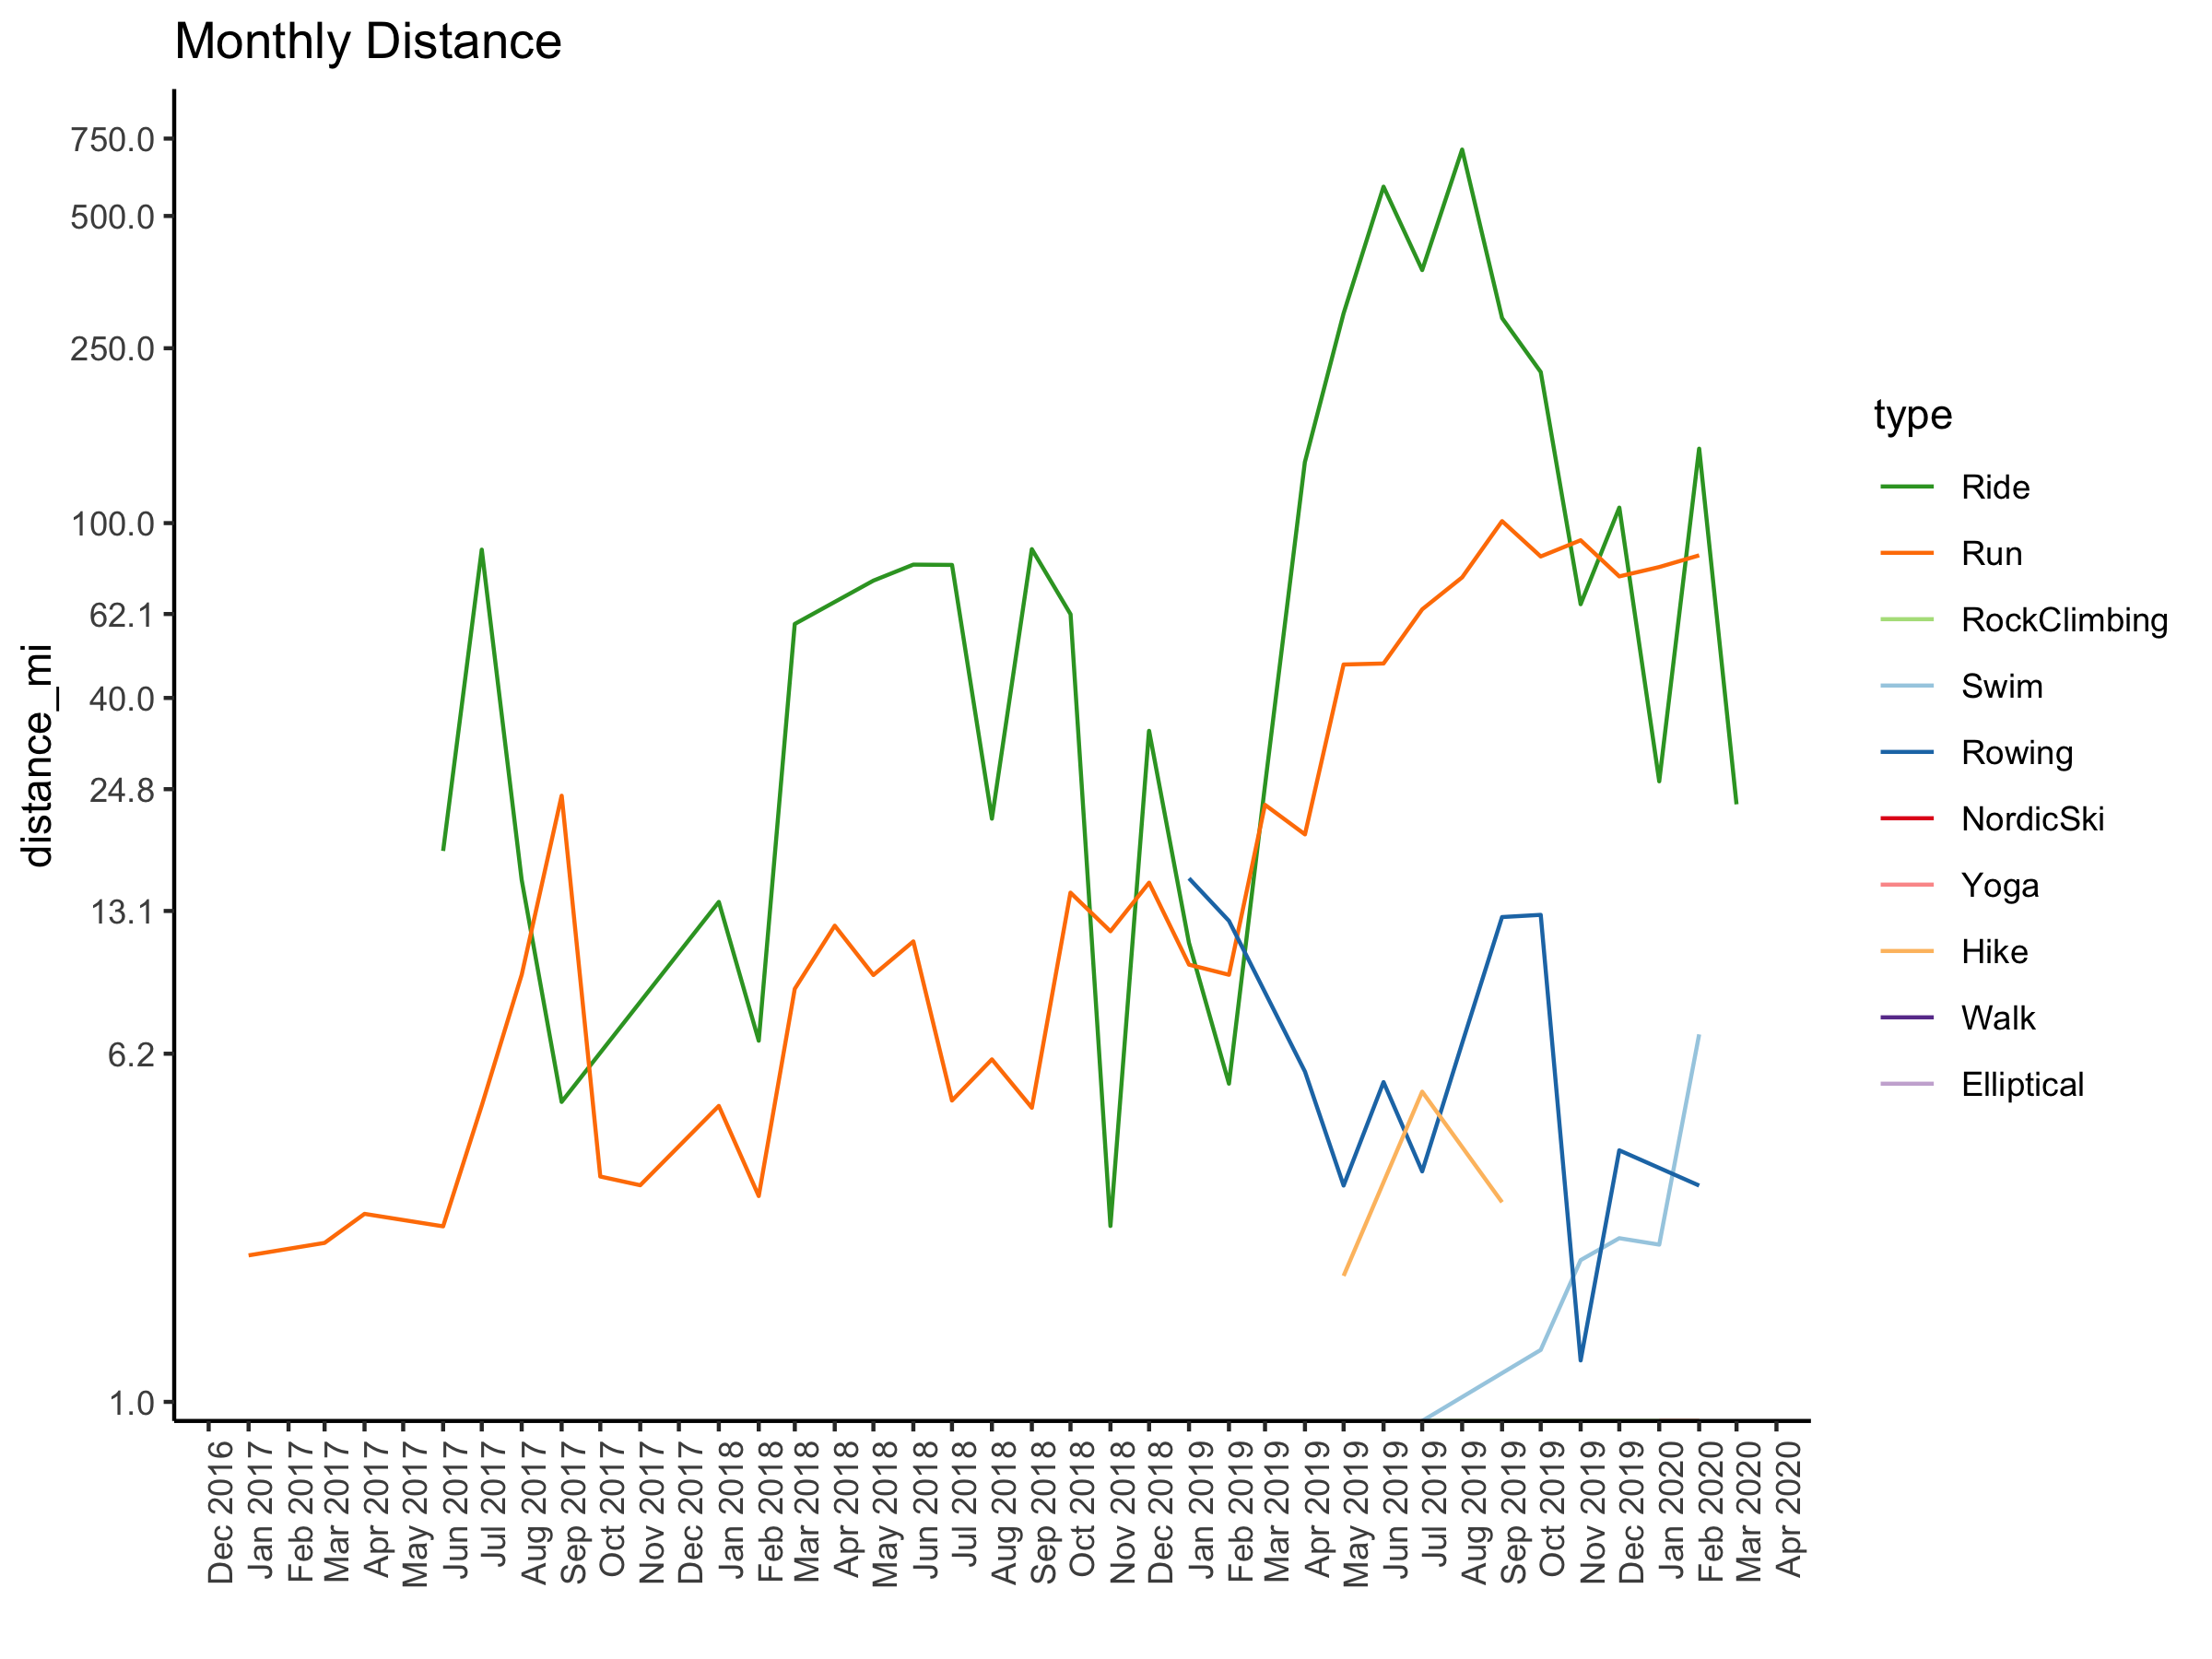 Monthly Distance
distance_mi
750.0
500.0
250.0
100.0
62.1
40.0
24.8
13.1
6.2
1.0
Dec 2016
Jan 2017
Feb 2017
Mar 2017
Apr 2017
May 2017
Jun 2017
Jul 2017
Aug 2017
Sep 2017
Oct 2017
Nov 2017
Dec 2017
Jan 2018
Feb 2018
Mar 2018
Apr 2018
May 2018
Jun 2018
Jul 2018
Aug 2018
Sep 2018
Oct 2018
Nov 2018
Dec 2018
Jan 2019
Feb 2019
Mar 2019
Apr 2019
May 2019
Jun 2019
Jul 2019
Aug 2019
Sep 2019
Oct 2019
Nov 2019
Dec 2019
Jan 2020
Feb 2020
Mar 2020
Apr 2020
type
Ride
Run
RockClimbing
Swim
Rowing
NordicSki
Yoga
Hike
Walk
Elliptical